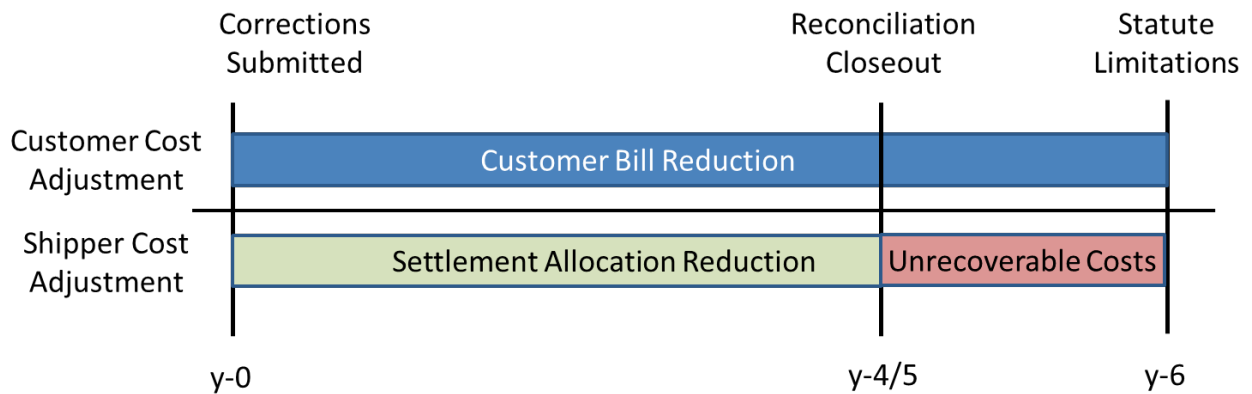 Corrections
Submitted
Reconciliation
Closeout
Statute
Limitations
Customer Cost
Adjustment
Customer Bill Reduction
Shipper Cost
Adjustment
Settlement Allocation Reduction
Unrecoverable Costs
y-0
y-4/5
y-6